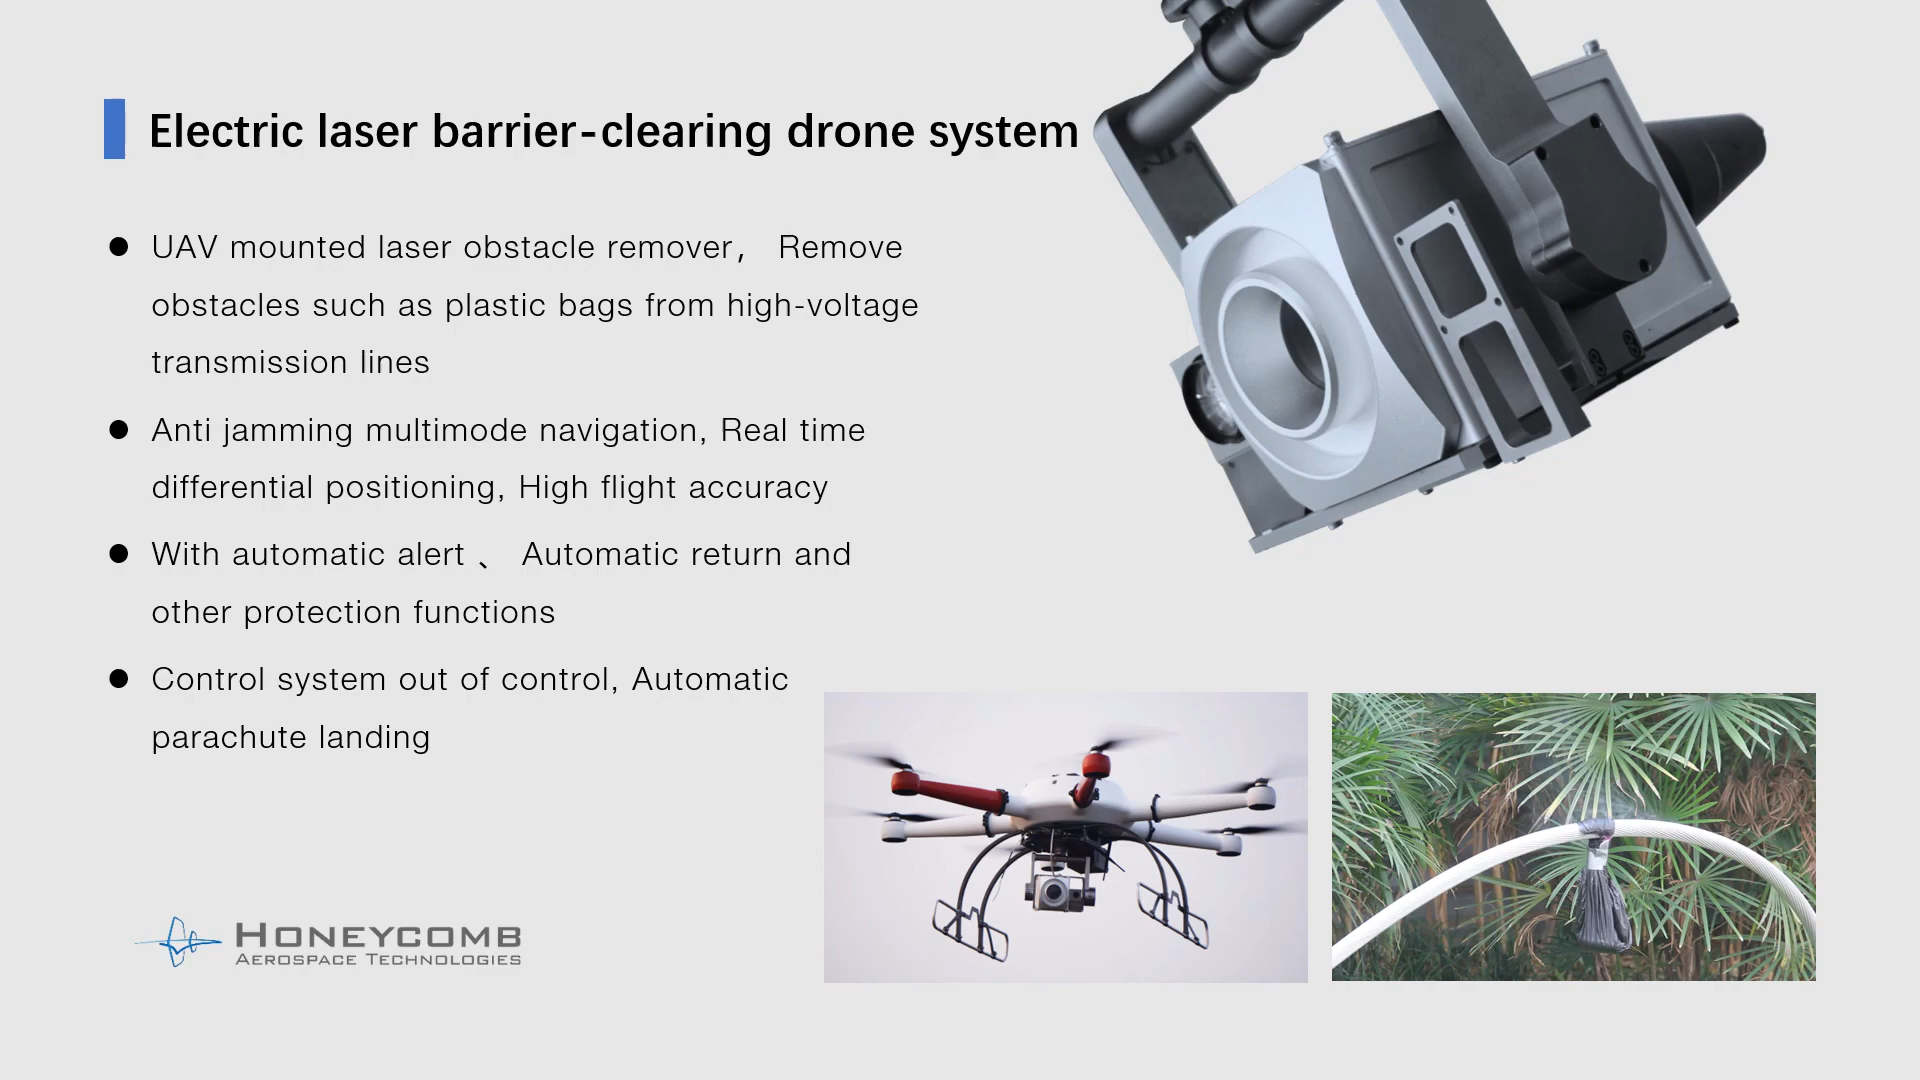 Electric laser barrier-clearing drone system
● UAV mounted laser obstacle remover， Remove
obstacles such as plastic bags from high-voltage
transmission lines
● Anti jamming multimode navigation, Real time
differential positioning, High flight accuracy
● With automatic alert 、 Automatic return and
other protection functions
● Control system out of control, Automatic
parachute landing
HONEYCOMB
AEROSPACE TECHNOLOGIES